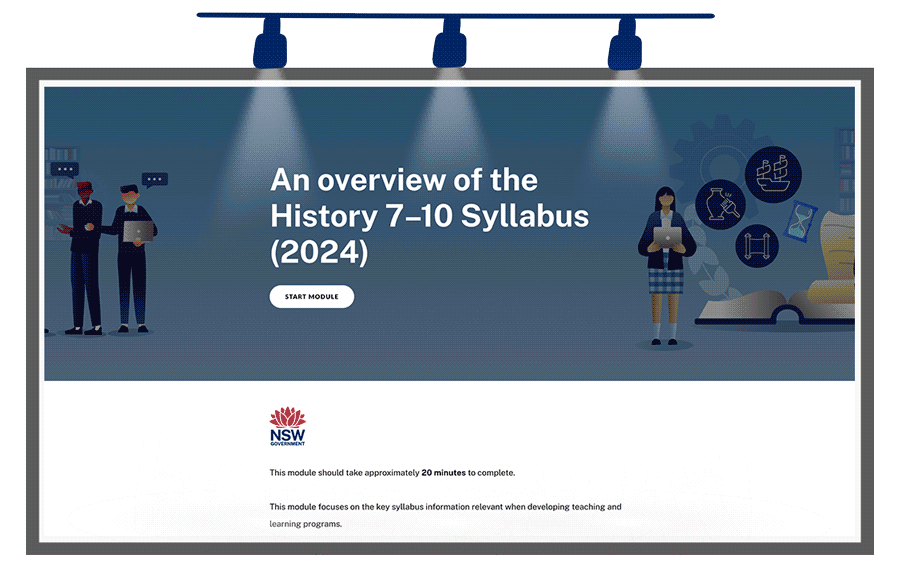 An overview of the
History 7–10 Syllabus
(2024)
START MODULE
NSW
GOVERNMENT
This module should take approximately 20 minutes to complete.
This module focuses on the key syllabus information relevant when developing teaching and
learning programs.